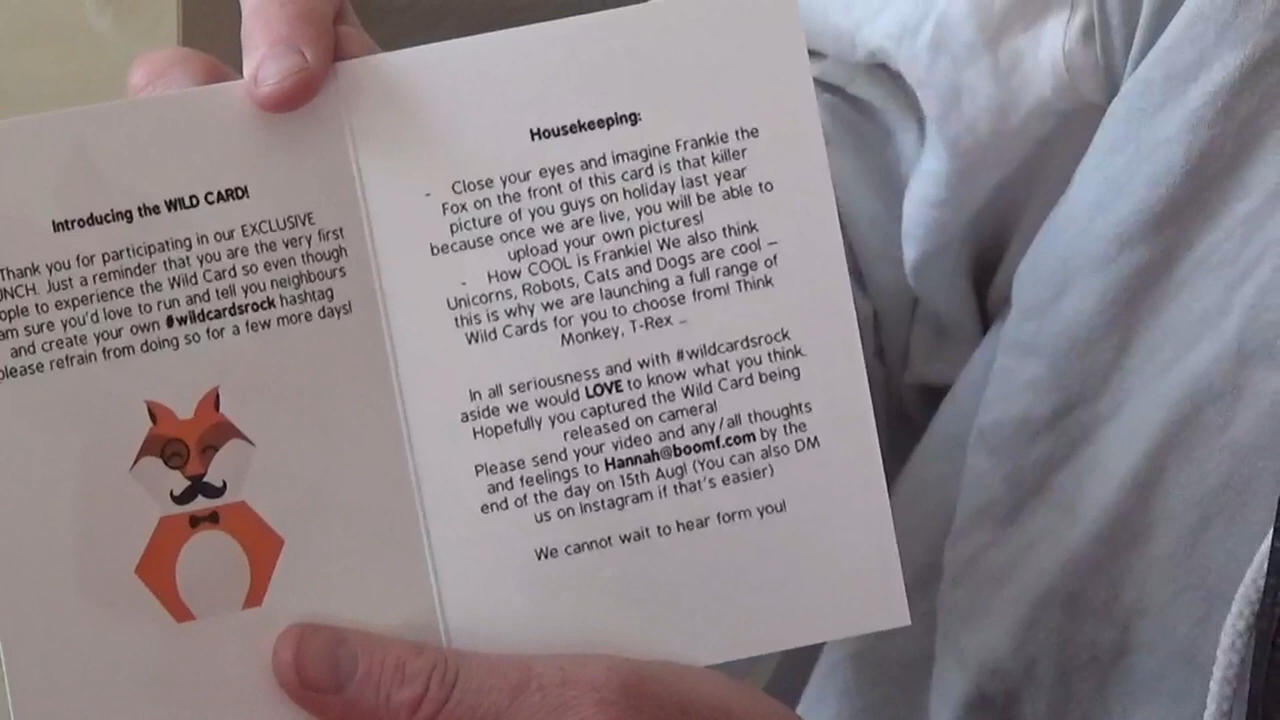 Introducing the WILD CARD!
Thank you for participating in our EXCLUSIVE
Just a reminder that you are the very first
to experience the Wild Card so even though
sure you'd love to run and tell you neighbours
and create your own #wildcardsrock hashtag
please refrain from doing so for a few more days!
Housekeeping:
- Close your eyes and imagine Frankie the
Fox on the front of this card is that killer
picture of you guys on holiday last year
because once we are live, you will be able to
upload your own pictures!
- How COOL is Frankie! We also think
Unicorns, Robots, Cats and Dogs are cool –
this is why we are launching a full range of
Wild Cards for you to choose from! Think
Monkey, T-Rex –
In all seriousness and with #wildcardsrock
aside we would LOVE to know what you think.
Hopefully you captured the Wild Card being
released on camera!
Please send your video and any/all thoughts
and feelings to Hannah@boomf.com by the
end of the day on 15th Aug! (You can also DM
us on Instagram if that's easier)
We cannot wait to hear form you!